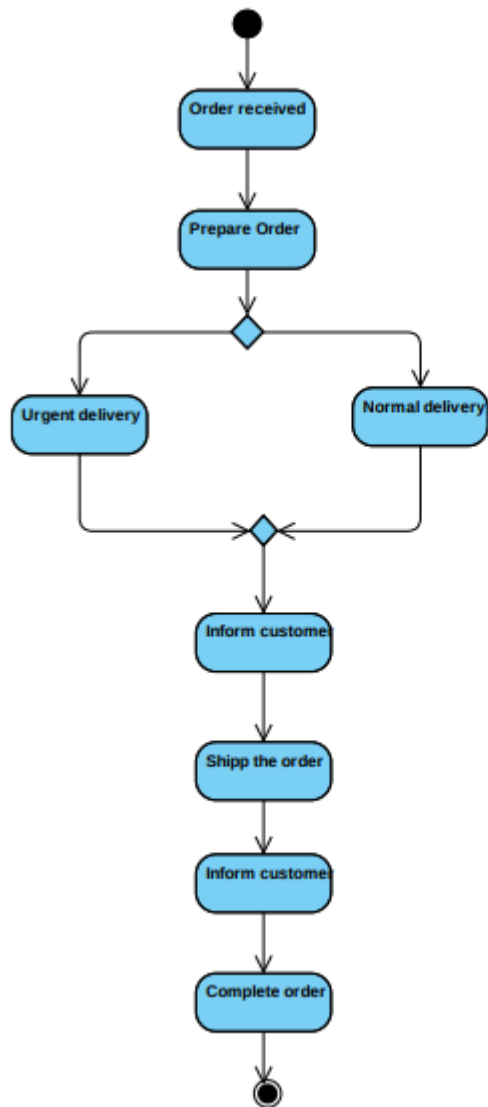 Order received
Prepare Order
Urgent delivery
Normal delivery
Inform customer
Shipp the order
Inform customer
Complete order